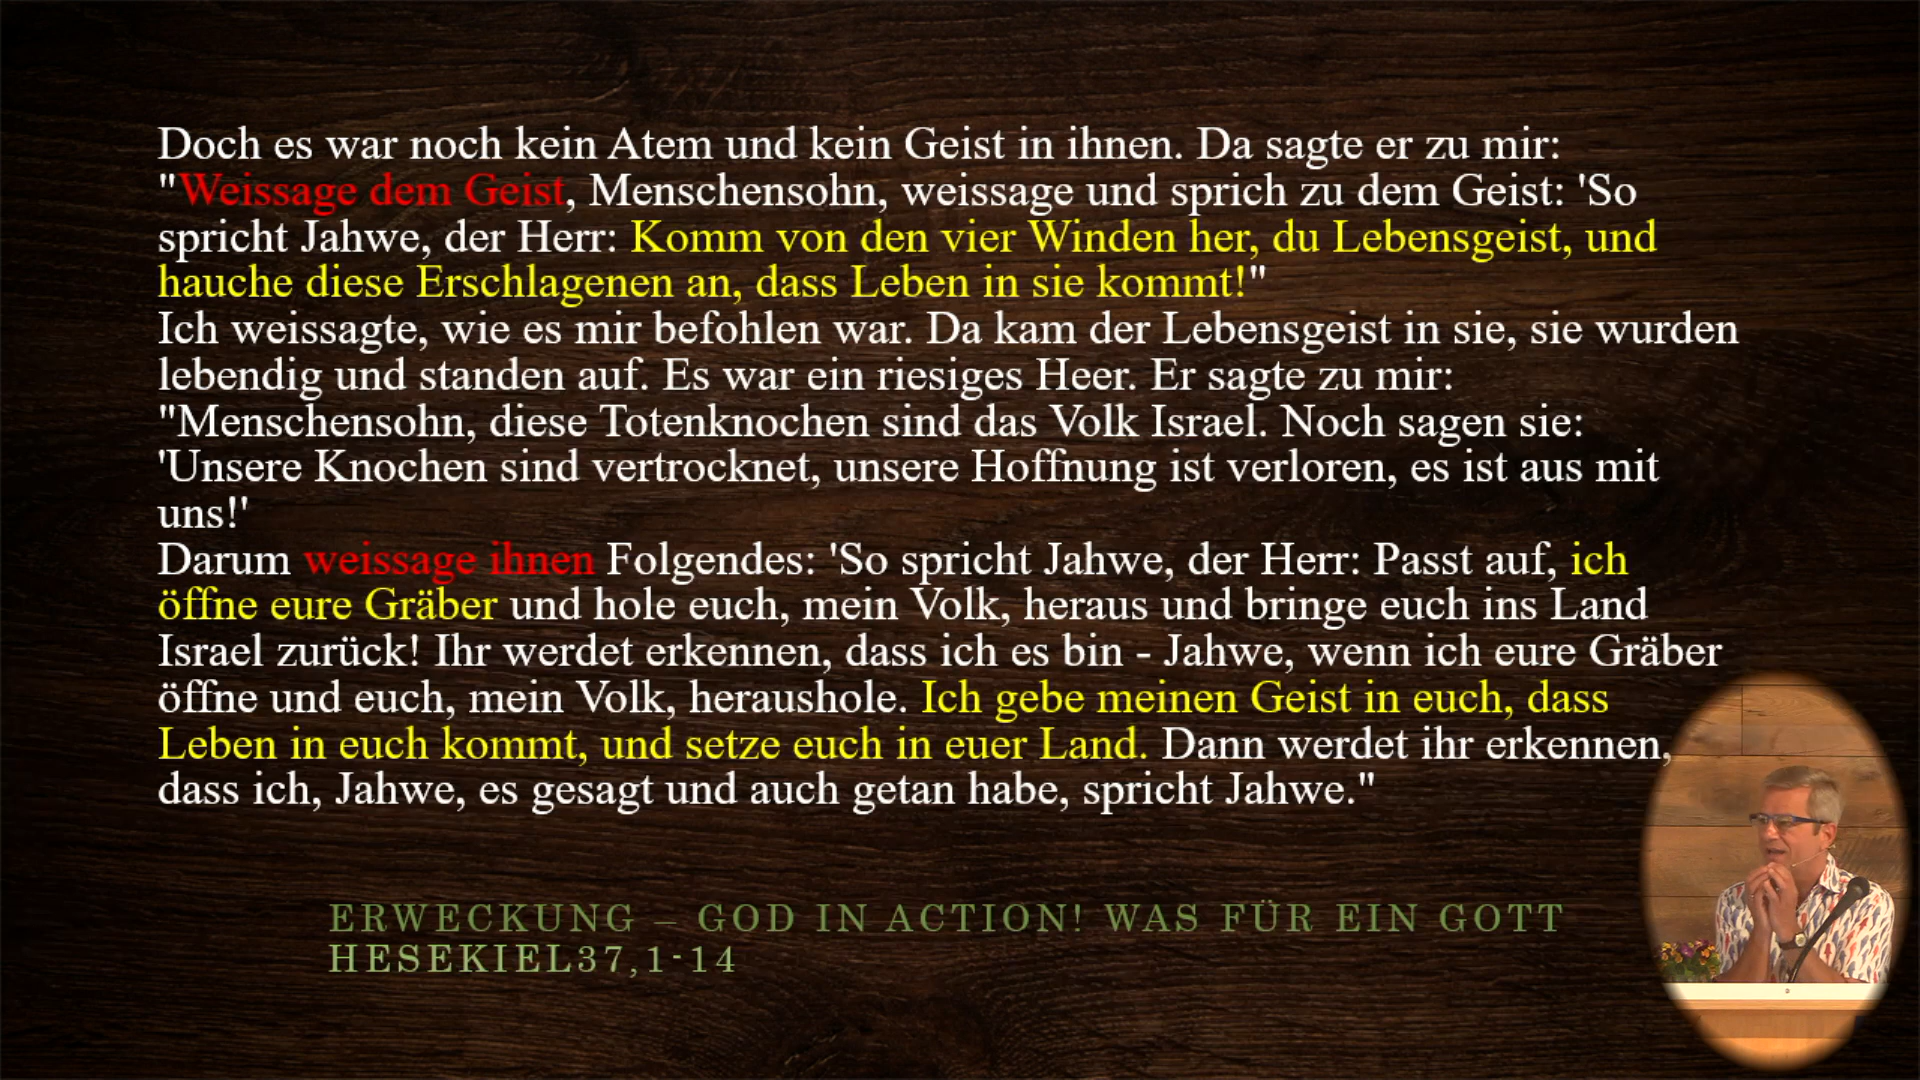 Doch es war noch kein Atem und kein Geist in ihnen. Da sagte er zu mir:
"Weissage dem Geist, Menschensohn, weissage und sprich zu dem Geist: 'So
spricht Jahwe, der Herr: Komm von den vier Winden her, du Lebensgeist, und
hauche diese Erschlagenen an, dass Leben in sie kommt!"
Ich weissagte, wie es mir befohlen war. Da kam der Lebensgeist in sie, sie wurden
lebendig und standen auf. Es war ein riesiges Heer. Er sagte zu mir:
"Menschensohn, diese Totenknochen sind das Volk Israel. Noch sagen sie:
'Unsere Knochen sind vertrocknet, unsere Hoffnung ist verloren, es ist aus mit
uns!'
Darum weissage ihnen Folgendes: 'So spricht Jahwe, der Herr: Passt auf, ich
öffne eure Gräber und hole euch, mein Volk, heraus und bringe euch ins Land
Israel zurück! Ihr werdet erkennen, dass ich es bin - Jahwe, wenn ich eure Gräber
öffne und euch, mein Volk, heraushole. Ich gebe meinen Geist in euch, dass
Leben in euch kommt, und setze euch in euer Land. Dann werdet ihr erkennen,
dass ich, Jahwe, es gesagt und auch getan habe, spricht Jahwe."
ERWECKUNG – GOD IN ACTION! WAS FÜR EIN GOTT
HESEKIEL37,1-14